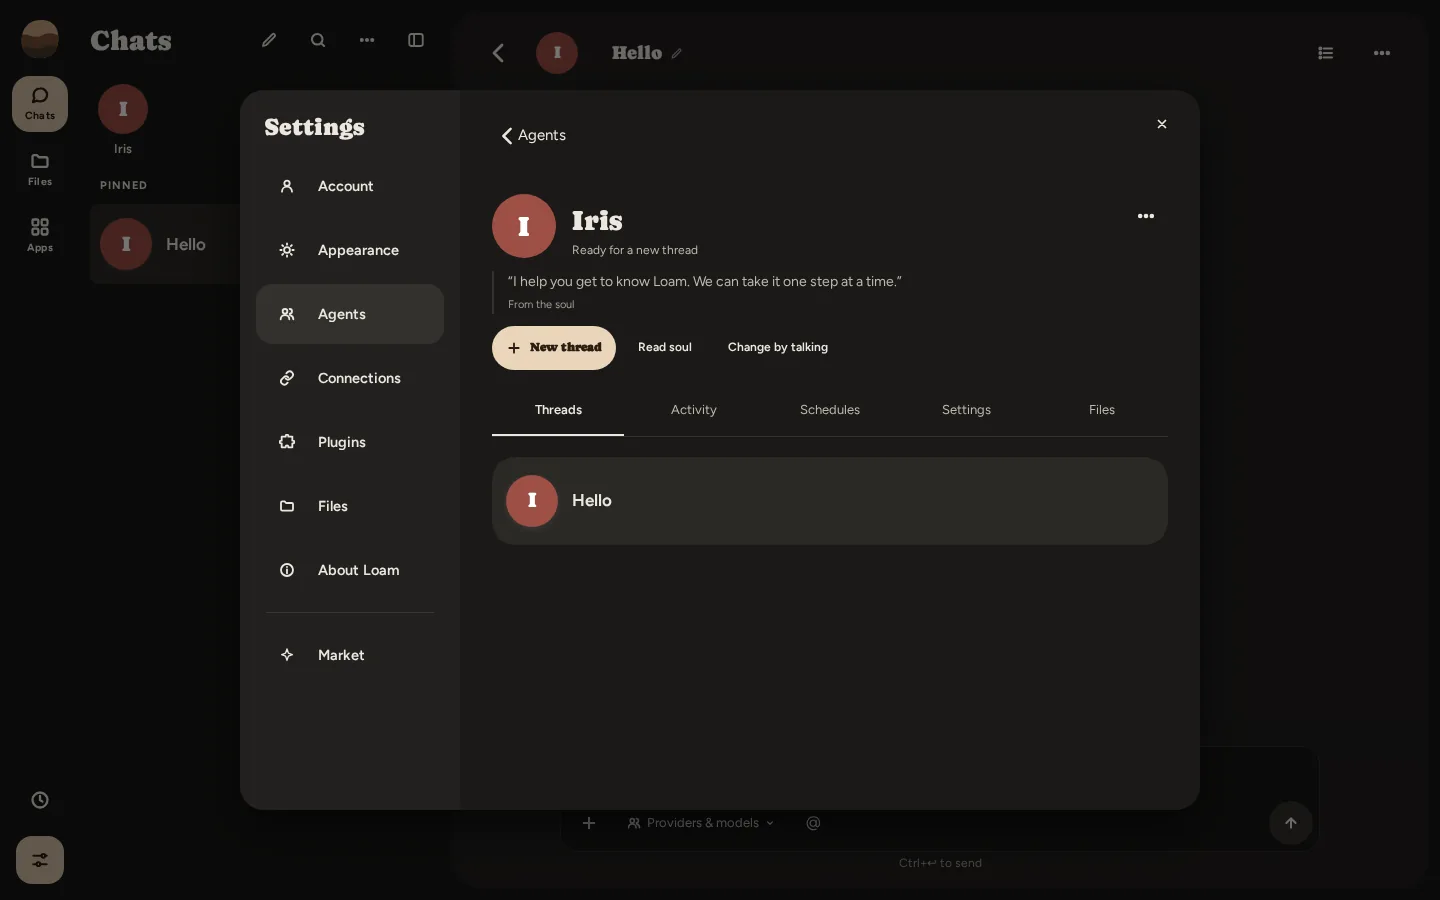 Chats
I
Hello
Chats
I
Iris
Files
PINNED
Apps
I
Hello
Settings
Account
Appearance
Agents
Connections
Plugins
Files
About Loam
Market
Agents
I
Iris
Ready for a new thread
“I help you get to know Loam. We can take it one step at a time.”
From the soul
New thread
Read soul
Change by talking
Threads
Activity
Schedules
Settings
Files
I
Hello
Providers & models
@
Ctrl+↵ to send